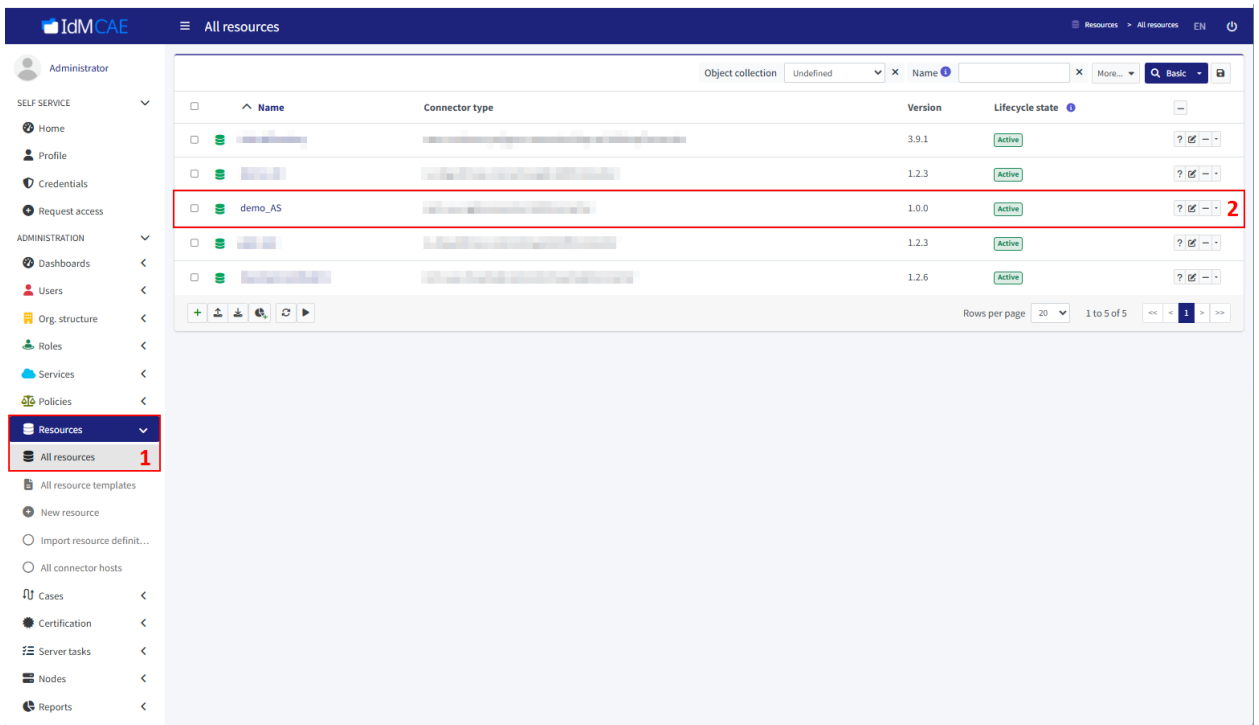 IdMCAE
All resources
Resources > All resources EN
Administrator
Object collection Undefined × Name × More... Basic
SELF SERVICE
Name Connector type Version Lifecycle state
Home
3.9.1 Active
Profile
1.2.3 Active
Credentials
Request access
demo_AS 1.0.0 Active 2
ADMINISTRATION
1.2.3 Active
Dashboards
1.2.6 Active
Users
Org. structure
Rows per page 20 1 to 5 of 5 << < 1 > >>
Roles
Services
Policies
Resources
All resources 1
All resource templates
New resource
Import resource definit...
All connector hosts
Cases
Certification
Server tasks
Nodes
Reports